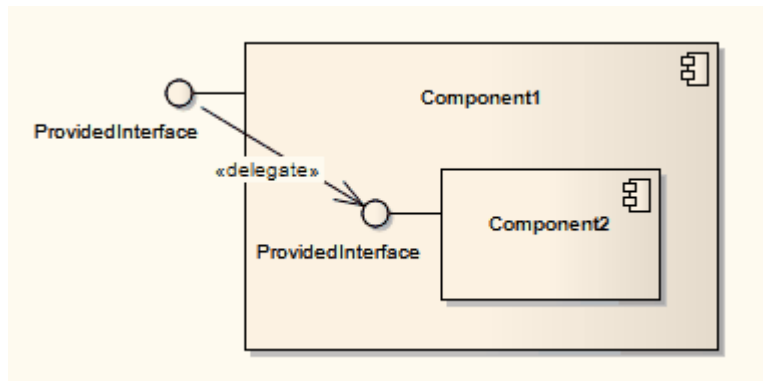 Component1
ProvidedInterface
«delegate»
Component2
ProvidedInterface